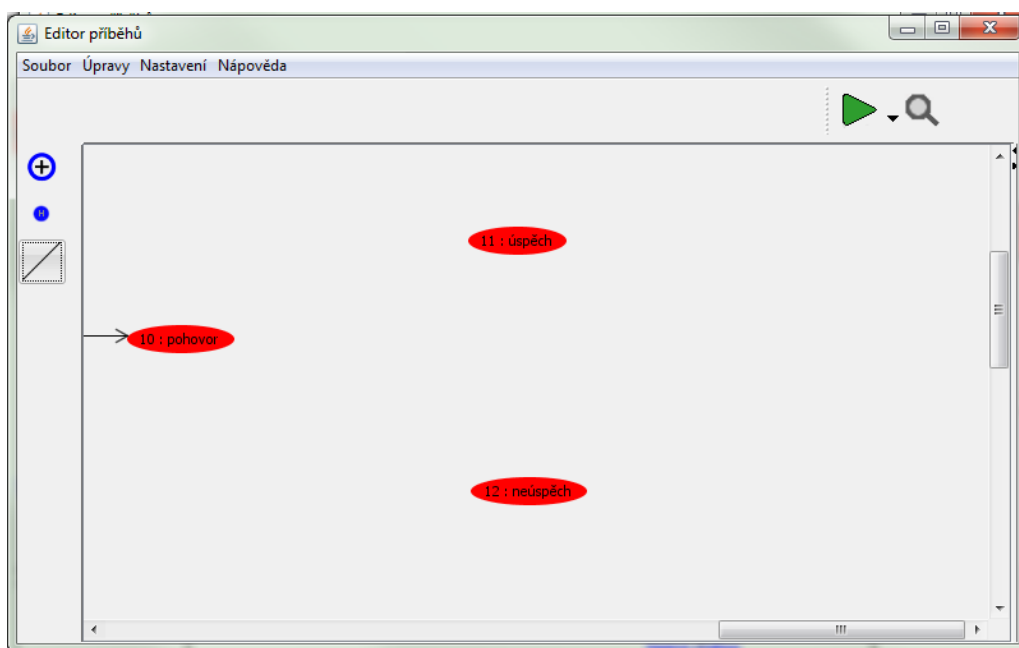 Editor příběhů
Soubor Úpravy Nastavení Nápověda
H
11 : úspěch
10 : pohovor
12 : neúspěch